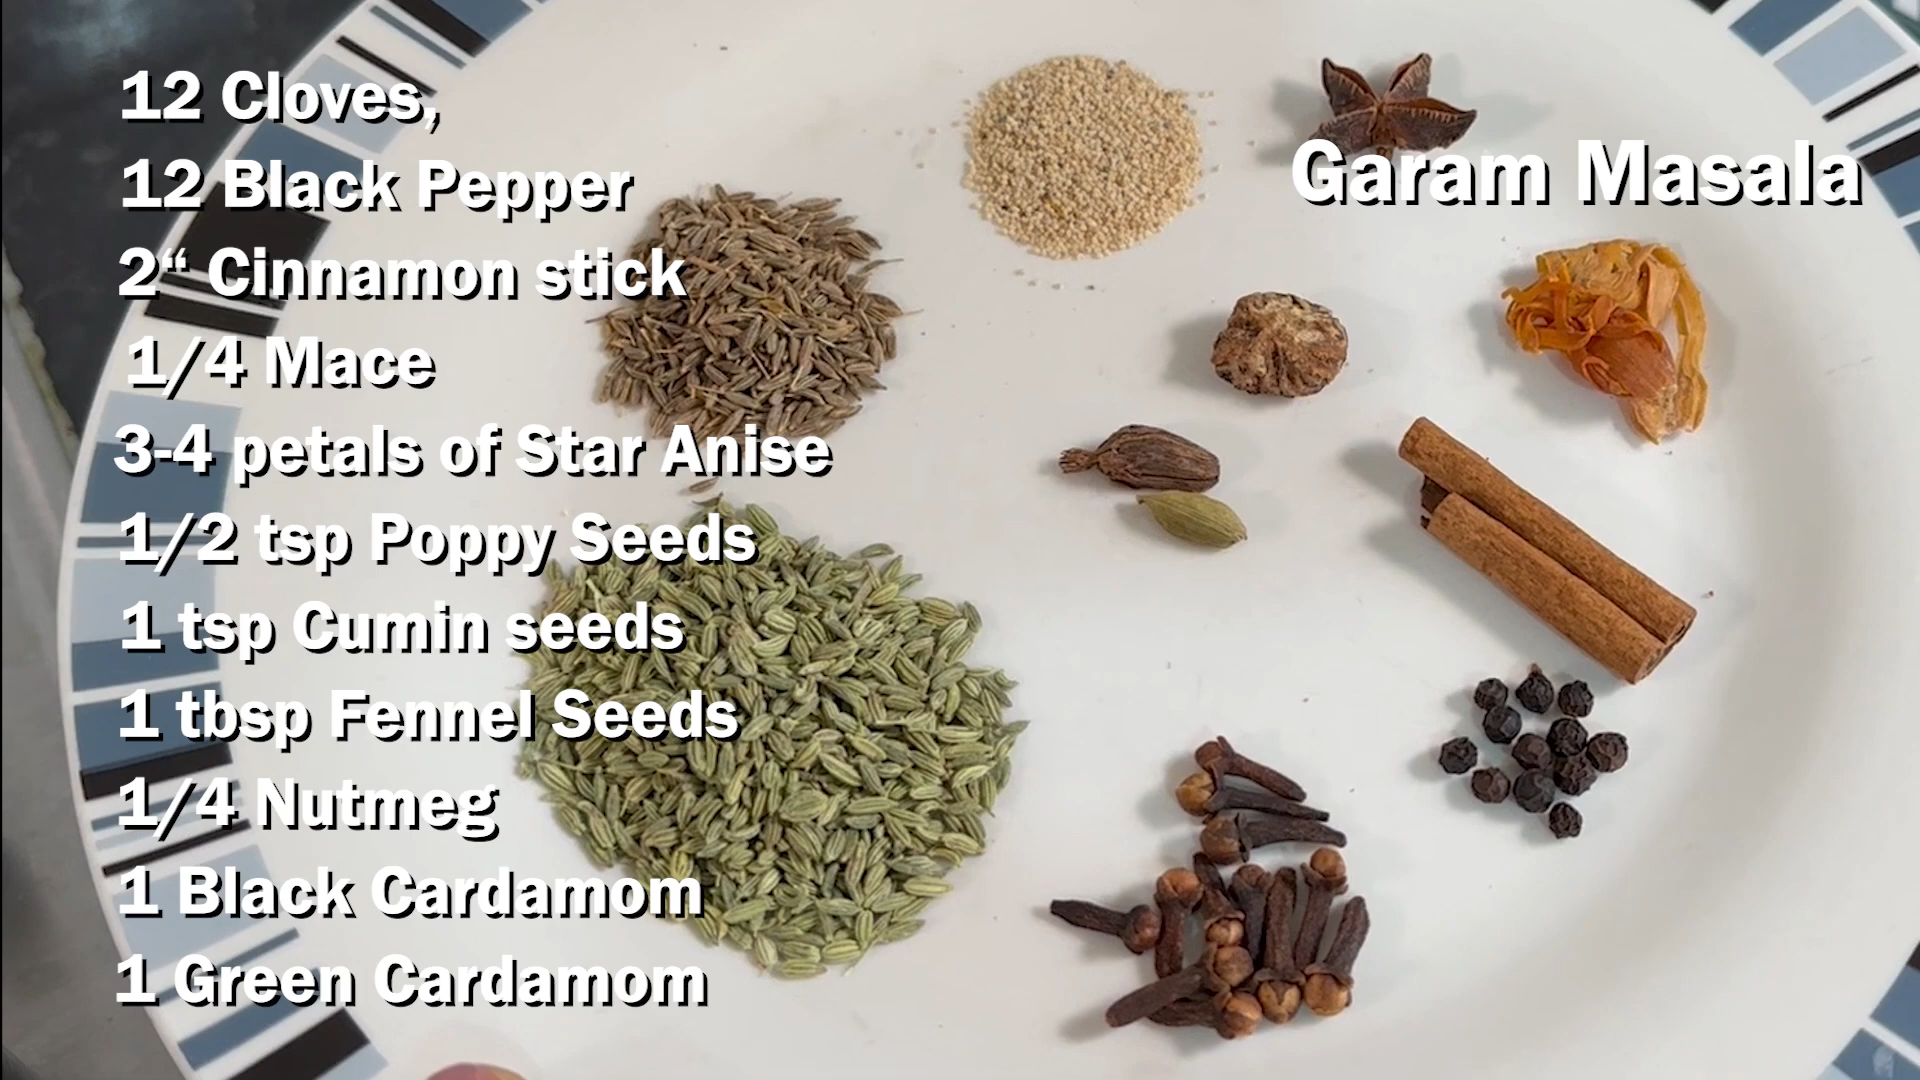 12 Cloves,
12 Black Pepper
2“ Cinnamon stick
1/4 Mace
3-4 petals of Star Anise
1/2 tsp Poppy Seeds
1 tsp Cumin seeds
1 tbsp Fennel Seeds
1/4 Nutmeg
1 Black Cardamom
1 Green Cardamom
Garam Masala